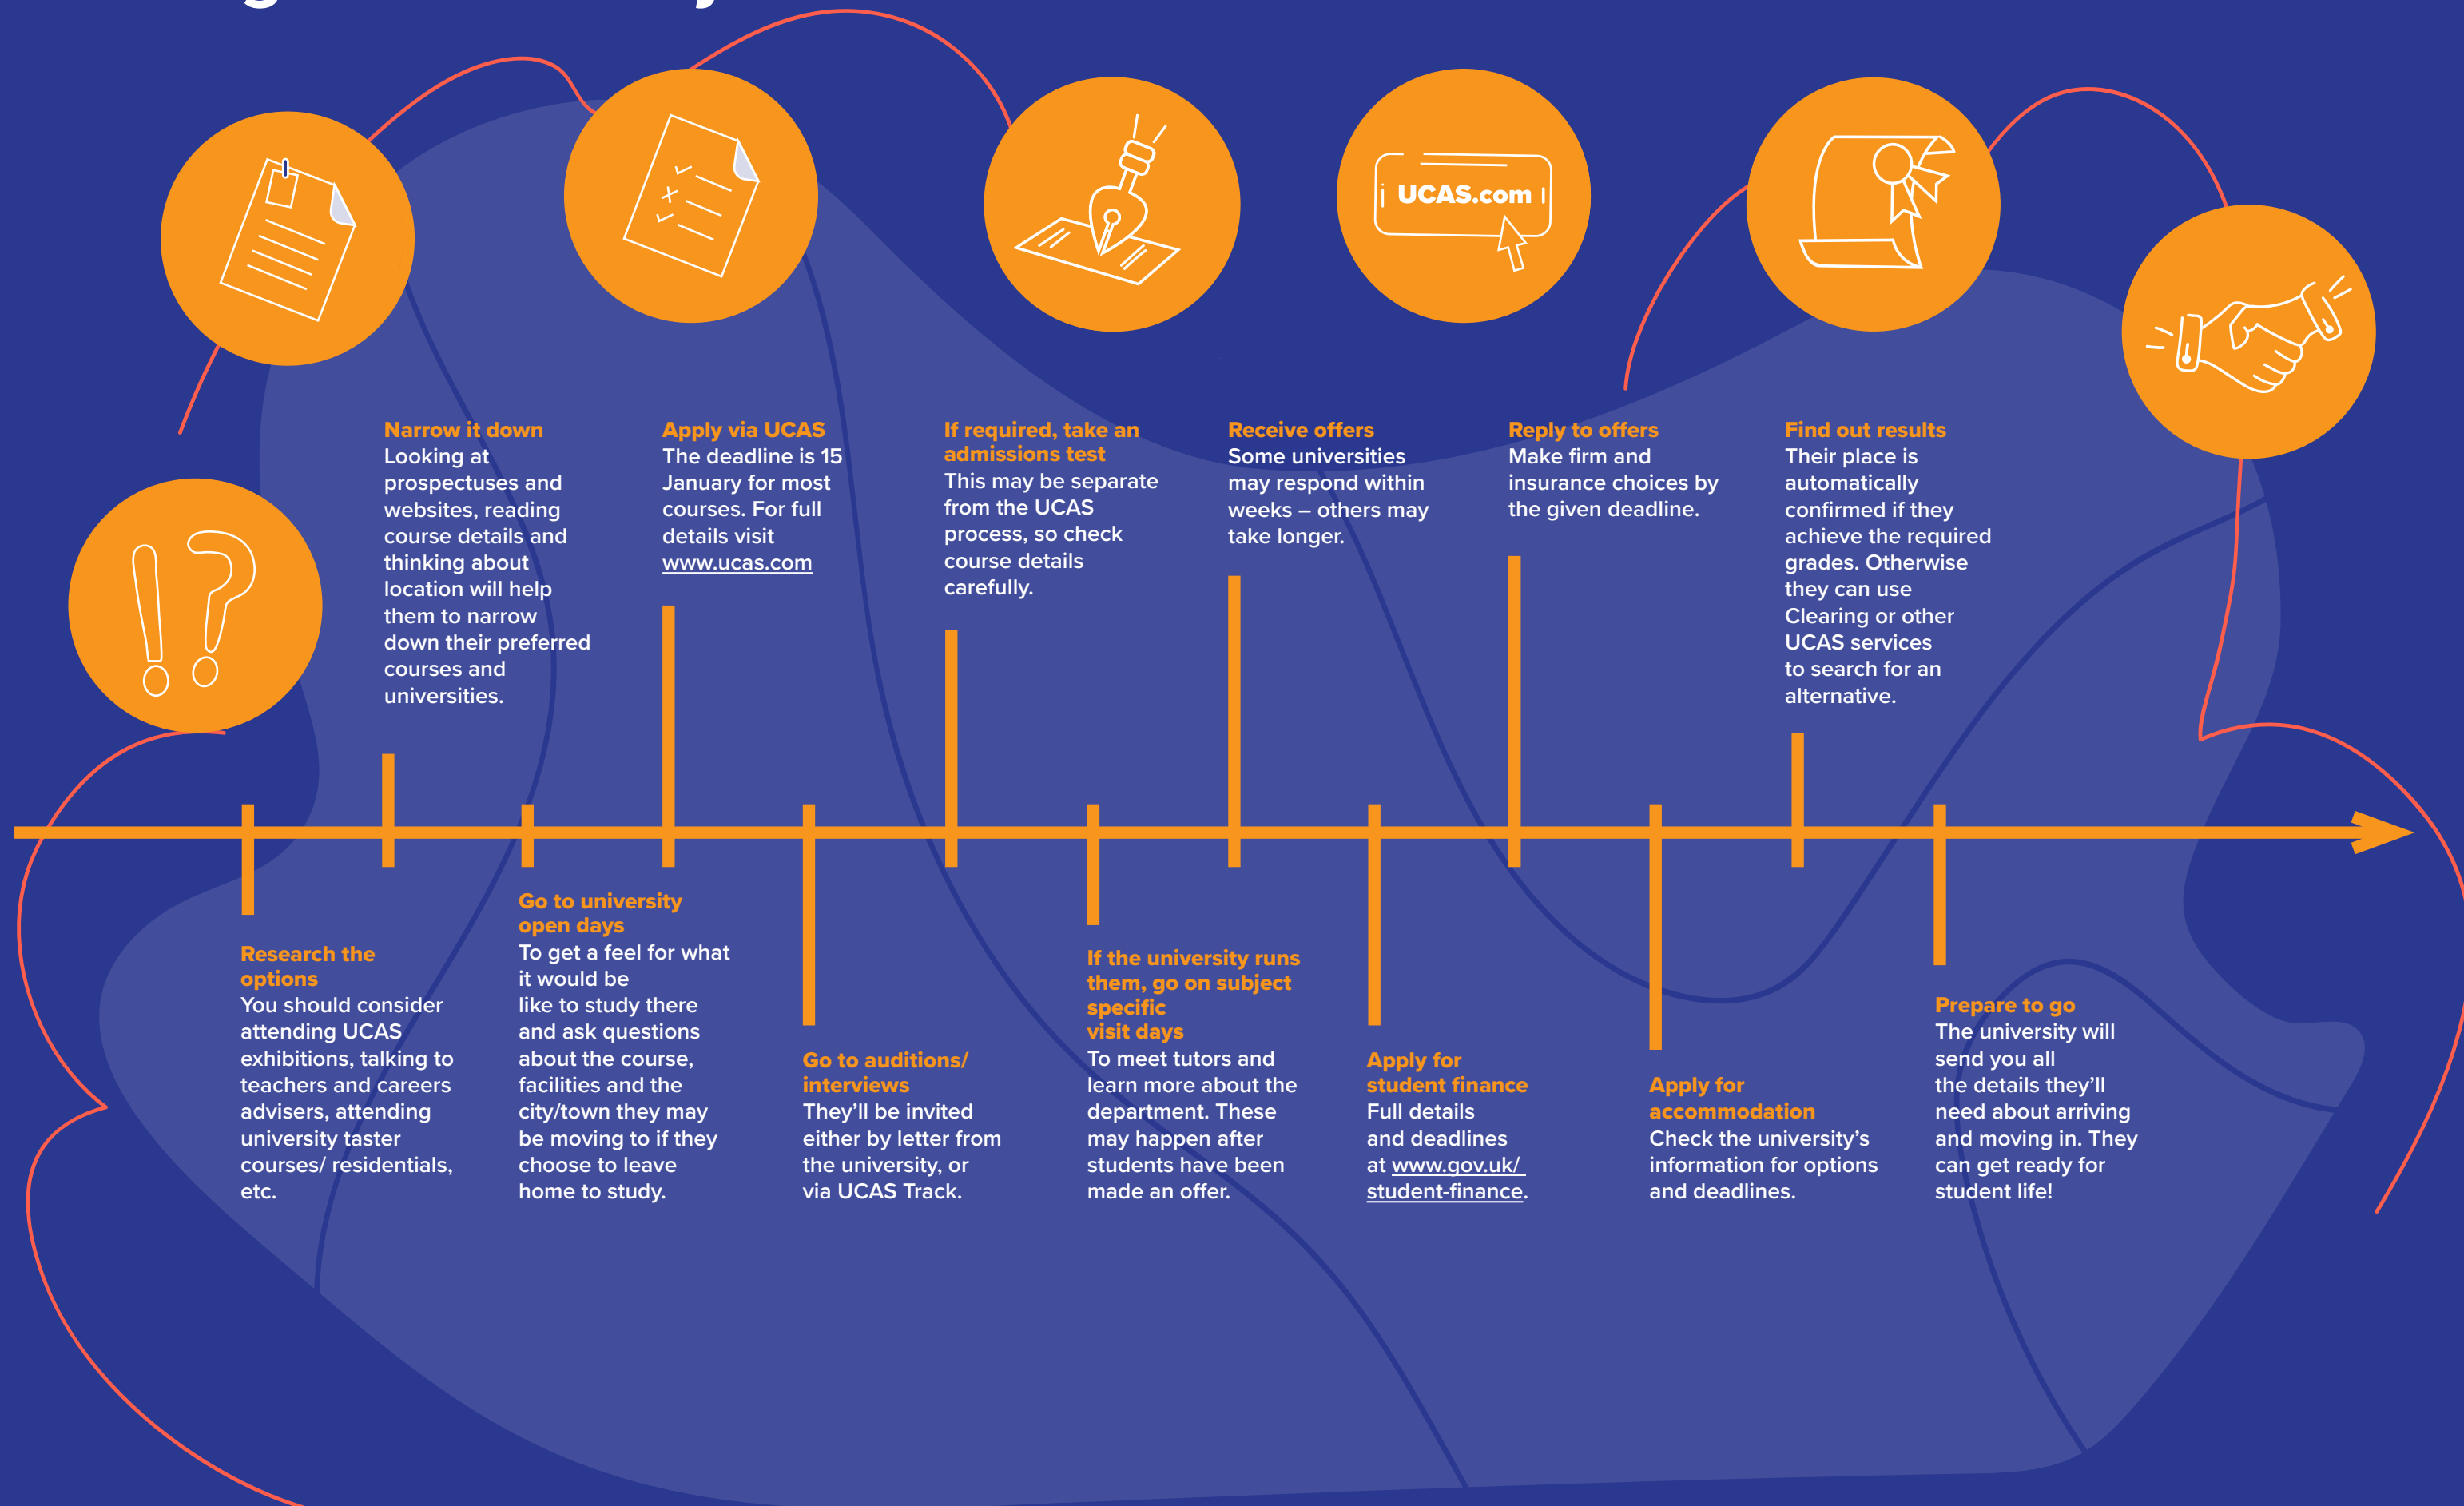 UCAS.com
Narrow it down
Looking at
prospectuses and
websites, reading
course details and
thinking about
location will help
them to narrow
down their preferred
courses and
universities.
Apply via UCAS
The deadline is 15
January for most
courses. For full
details visit
www.ucas.com
If required, take an
admissions test
This may be separate
from the UCAS
process, so check
course details
carefully.
Receive offers
Some universities
may respond within
weeks – others may
take longer.
Reply to offers
Make firm and
insurance choices by
the given deadline.
Find out results
Their place is
automatically
confirmed if they
achieve the required
grades. Otherwise
they can use
Clearing or other
UCAS services
to search for an
alternative.
Research the
options
You should consider
attending UCAS
exhibitions, talking to
teachers and careers
advisers, attending
university taster
courses/ residentials,
etc.
Go to university
open days
To get a feel for what
it would be
like to study there
and ask questions
about the course,
facilities and the
city/town they may
be moving to if they
choose to leave
home to study.
Go to auditions/
interviews
They’ll be invited
either by letter from
the university, or
via UCAS Track.
If the university runs
them, go on subject
specific
visit days
To meet tutors and
learn more about the
department. These
may happen after
students have been
made an offer.
Apply for
student finance
Full details
and deadlines
at www.gov.uk/
student-finance.
Apply for
accommodation
Check the university’s
information for options
and deadlines.
Prepare to go
The university will
send you all
the details they’ll
need about arriving
and moving in. They
can get ready for
student life!